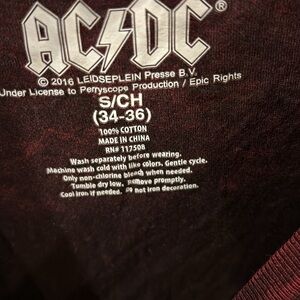 AC⚡DC®
© 2016 LEIDSEPLEIN Presse B.V.
Under License to Perryscope Production / Epic Rights
S/CH
(34-36)
100% COTTON
MADE IN CHINA
RN# 117508
Wash separately before wearing.
Machine wash cold with like colors. Gentle cycle.
Only non-chlorine bleach when needed.
Tumble dry low. Remove promptly.
Cool iron if needed. Do not iron decoration.